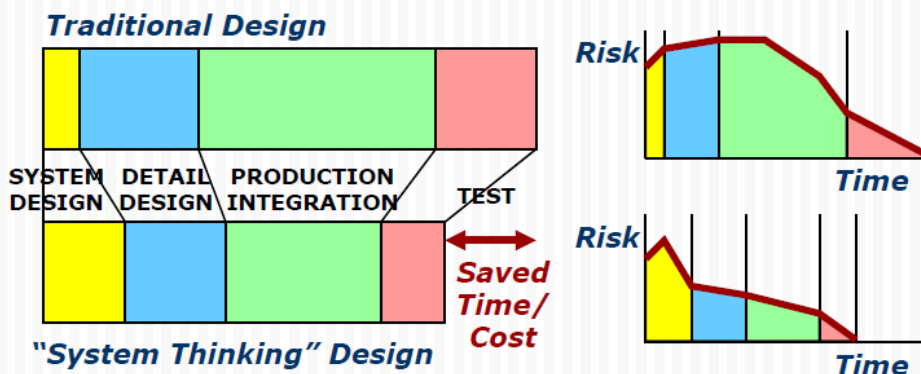 Traditional Design
SYSTEM DESIGN
DETAIL DESIGN
PRODUCTION INTEGRATION
TEST
Saved
Time/
Cost
“System Thinking” Design
Risk
Time
Risk
Time